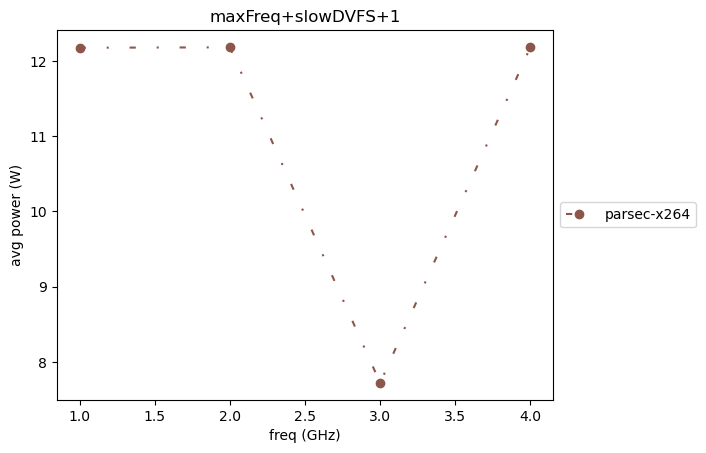 maxFreq+slowDVFS+1
avg power (W)
12
11
10
9
8
1.0 1.5 2.0 2.5 3.0 3.5 4.0
freq (GHz)
parsec-x264